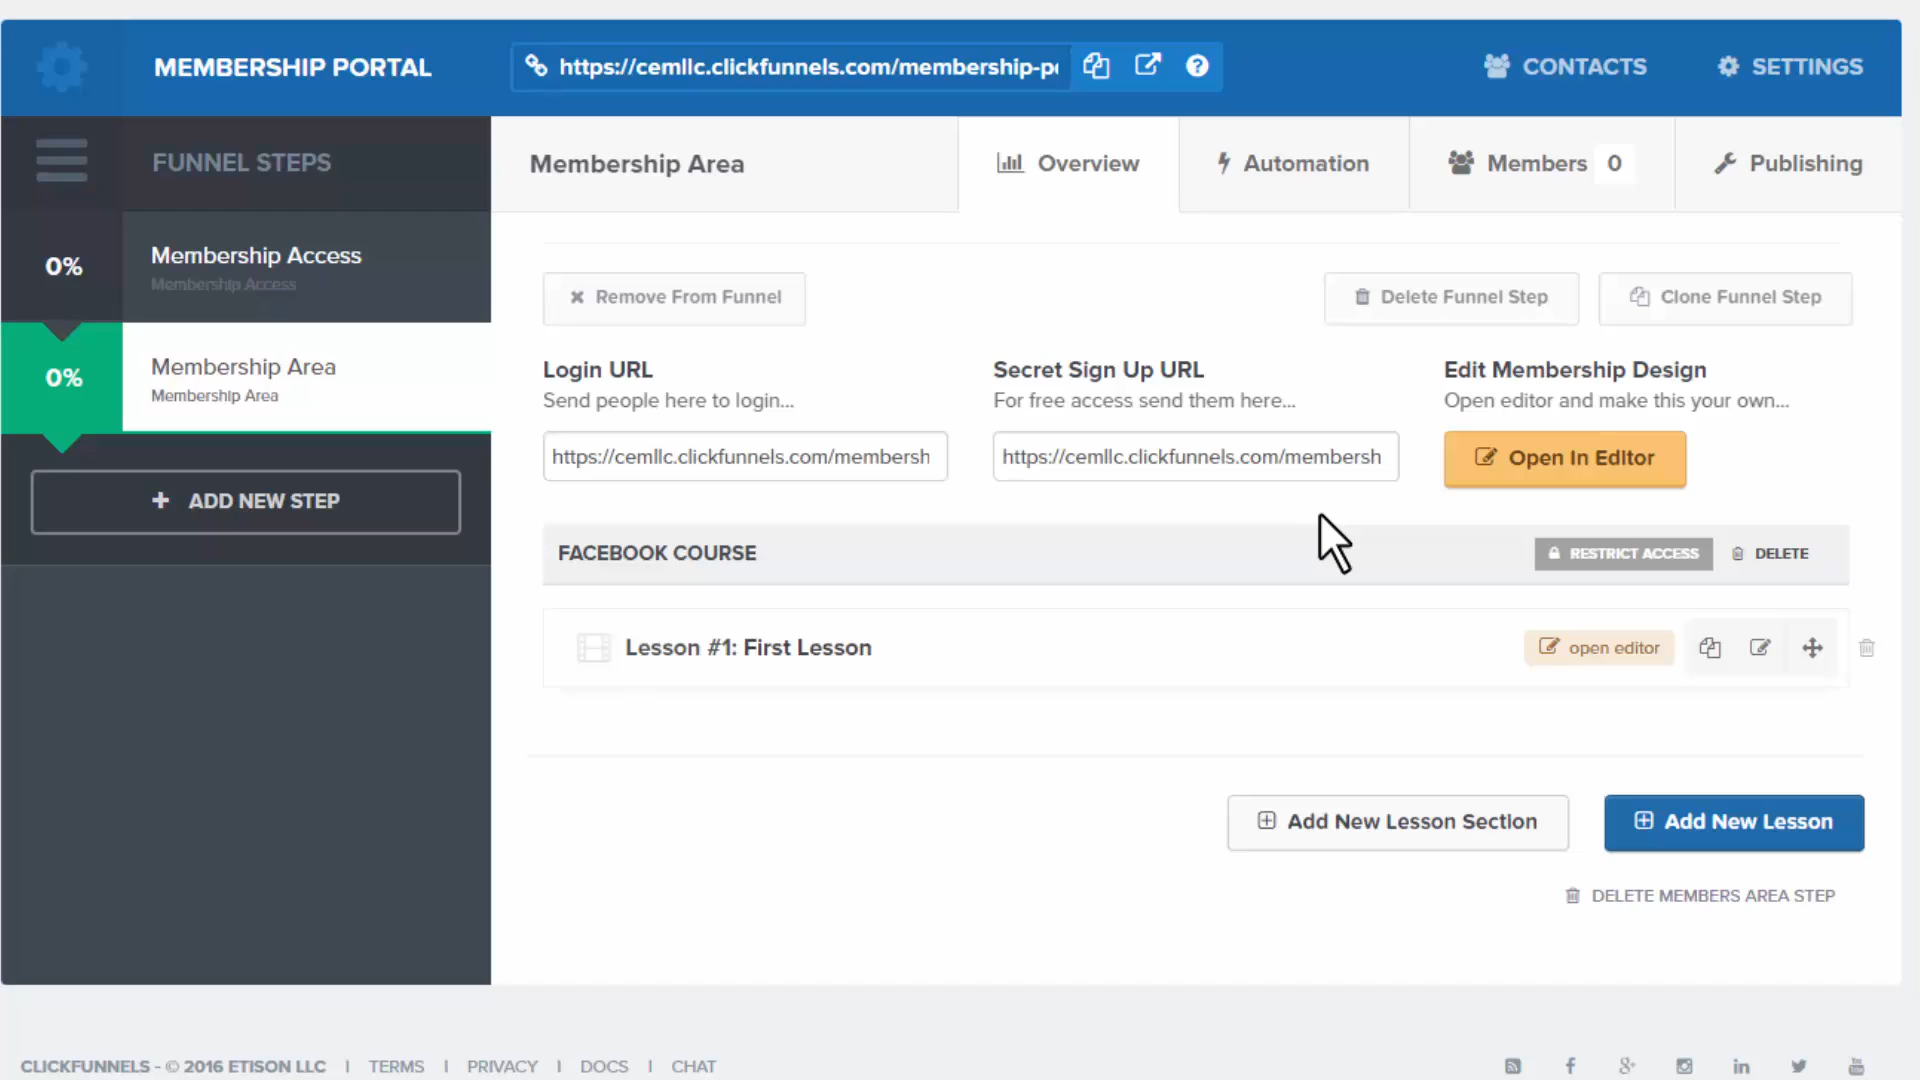 MEMBERSHIP PORTAL
https://cemllc.clickfunnels.com/membership-p
CONTACTS
SETTINGS
FUNNEL STEPS
Membership Area
Overview
Automation
Members 0
Publishing
0%
Membership Access
Membership Access
0%
Membership Area
Membership Area
+ ADD NEW STEP
Remove From Funnel
Delete Funnel Step
Clone Funnel Step
Login URL
Send people here to login...
https://cemllc.clickfunnels.com/membersh
Secret Sign Up URL
For free access send them here...
https://cemllc.clickfunnels.com/membersh
Edit Membership Design
Open editor and make this your own...
Open In Editor
FACEBOOK COURSE
RESTRICT ACCESS
DELETE
Lesson #1: First Lesson
open editor
Add New Lesson Section
Add New Lesson
DELETE MEMBERS AREA STEP
CLICKFUNNELS - © 2016 ETISON LLC | TERMS | PRIVACY | DOCS | CHAT